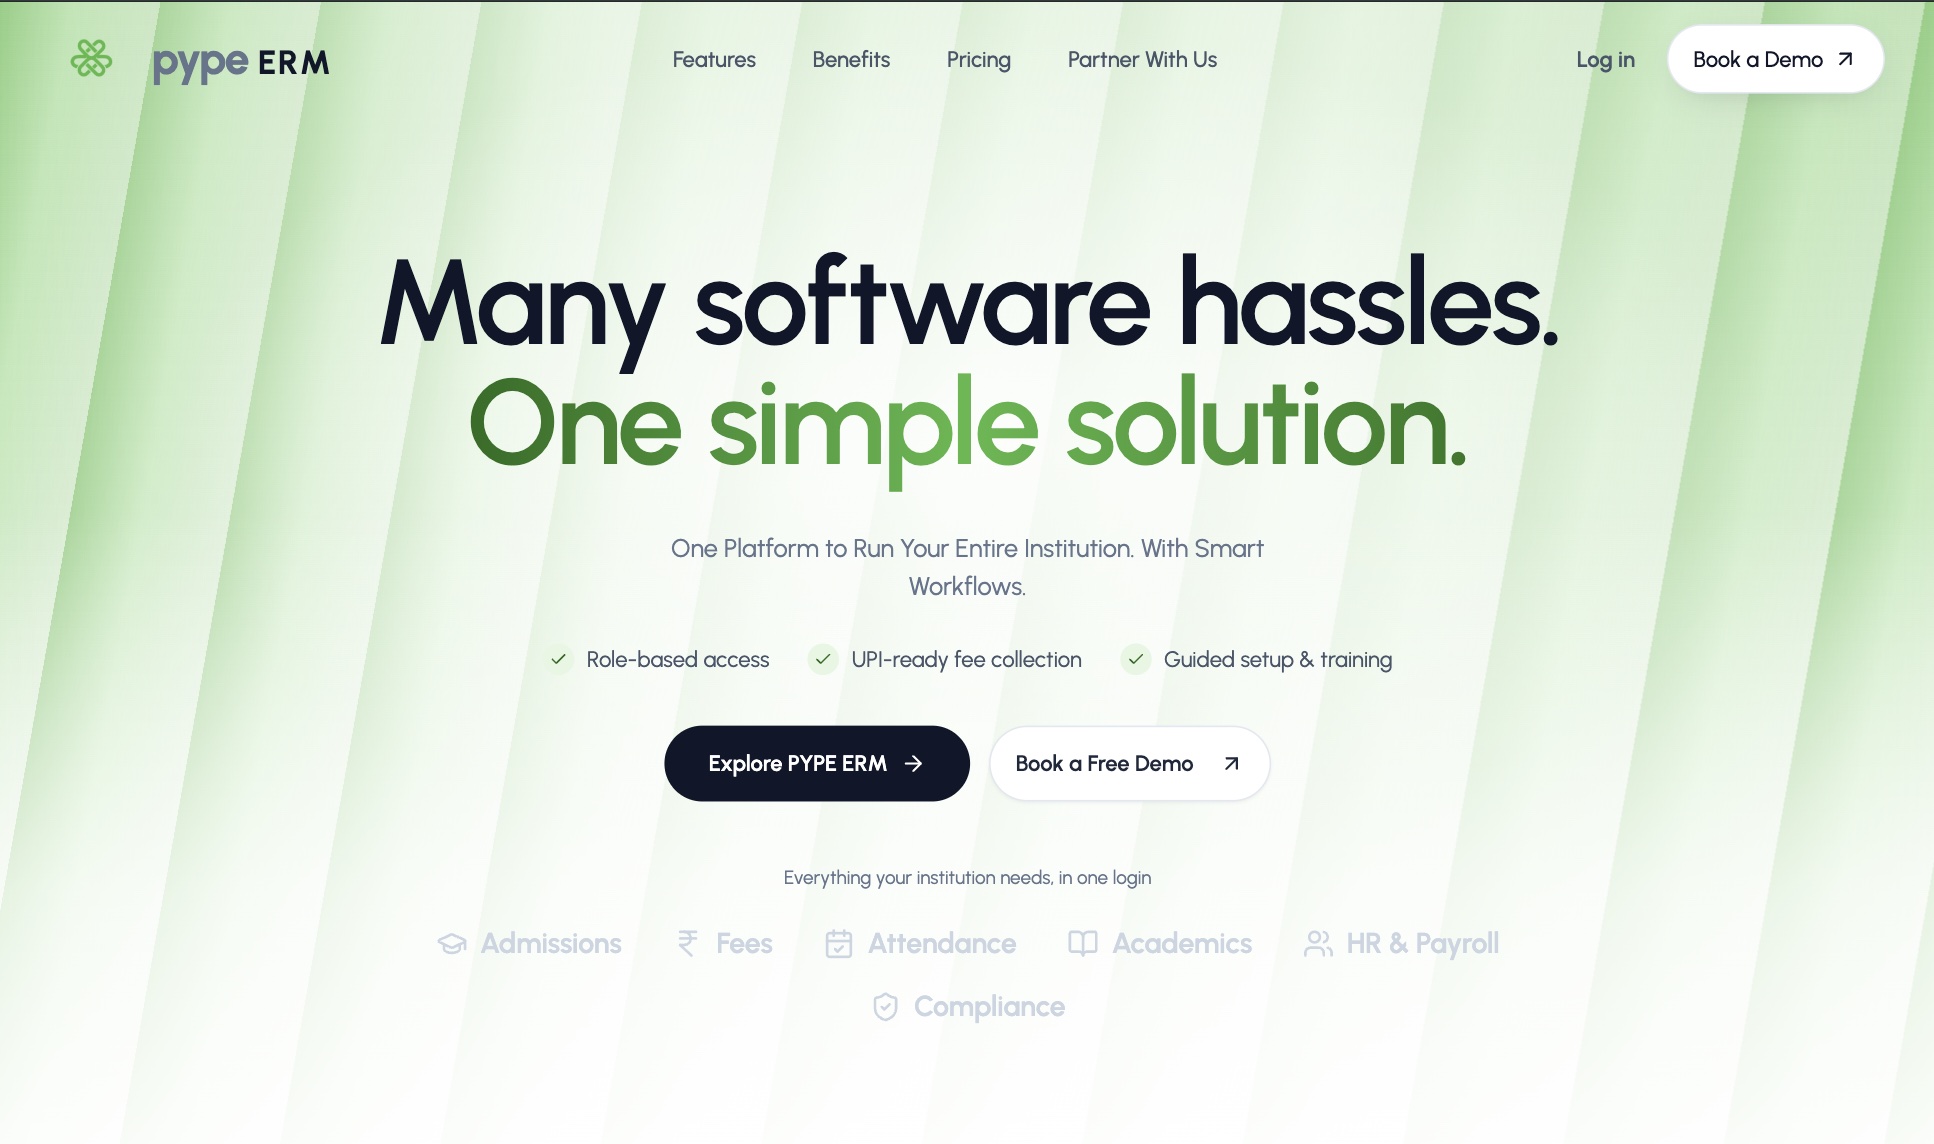 pype ERM
Features Benefits Pricing Partner With Us
Log in
Book a Demo
Many software hassles.
One simple solution.
One Platform to Run Your Entire Institution. With Smart
Workflows.
Role-based access UPI-ready fee collection Guided setup & training
Explore PYPE ERM
Book a Free Demo
Everything your institution needs, in one login
Admissions Fees Attendance Academics HR & Payroll
Compliance